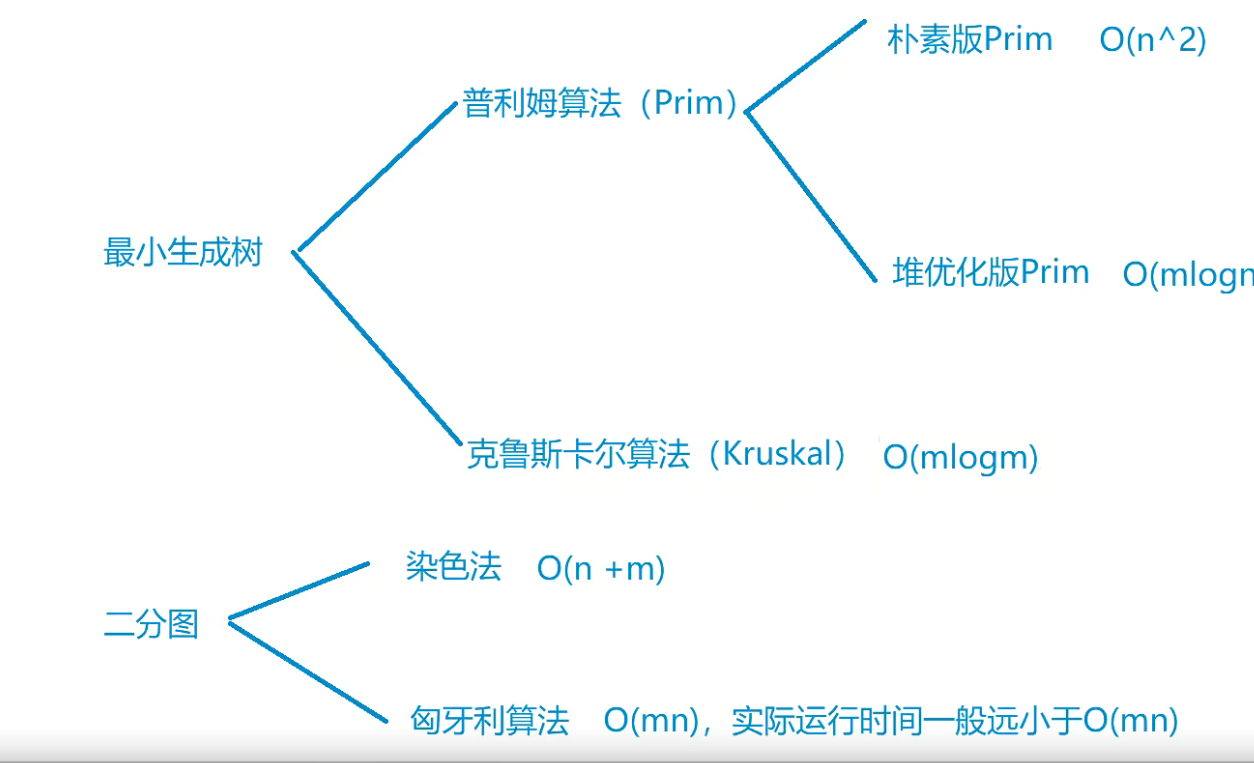 朴素版Prim O(n^2)
普利姆算法（Prim）
最小生成树
堆优化版Prim O(mlogn
克鲁斯卡尔算法（Kruskal） O(mlogm)
染色法 O(n +m)
二分图
匈牙利算法 O(mn)，实际运行时间一般远小于O(mn)